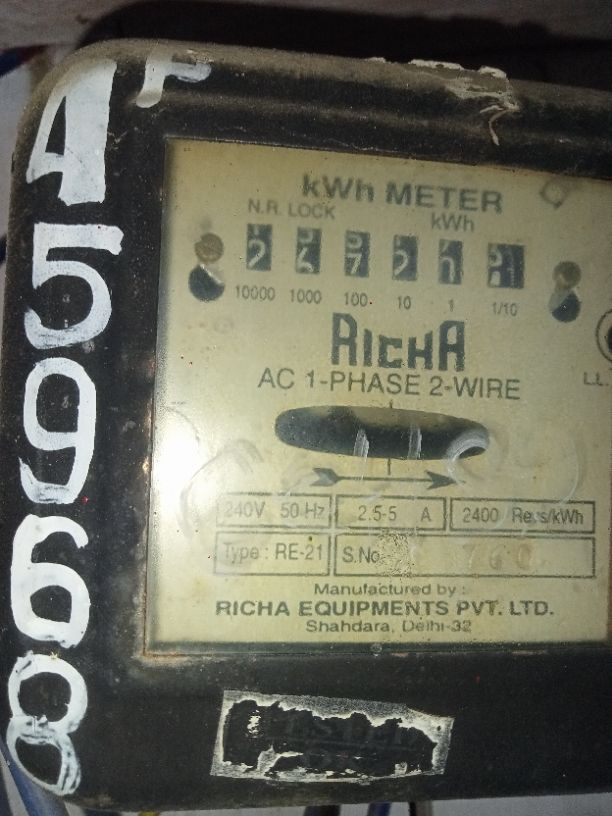 45968
kWh METER
N.R. LOCK kWh
10000 1000 100 10 1 1/10
RICHA
AC 1-PHASE 2-WIRE
240V 50 Hz 2.5-5 A 2400 Revs/kWh
Type : RE-21 S.No.
Manufactured by :
RICHA EQUIPMENTS PVT. LTD.
Shahdara, Delhi-32